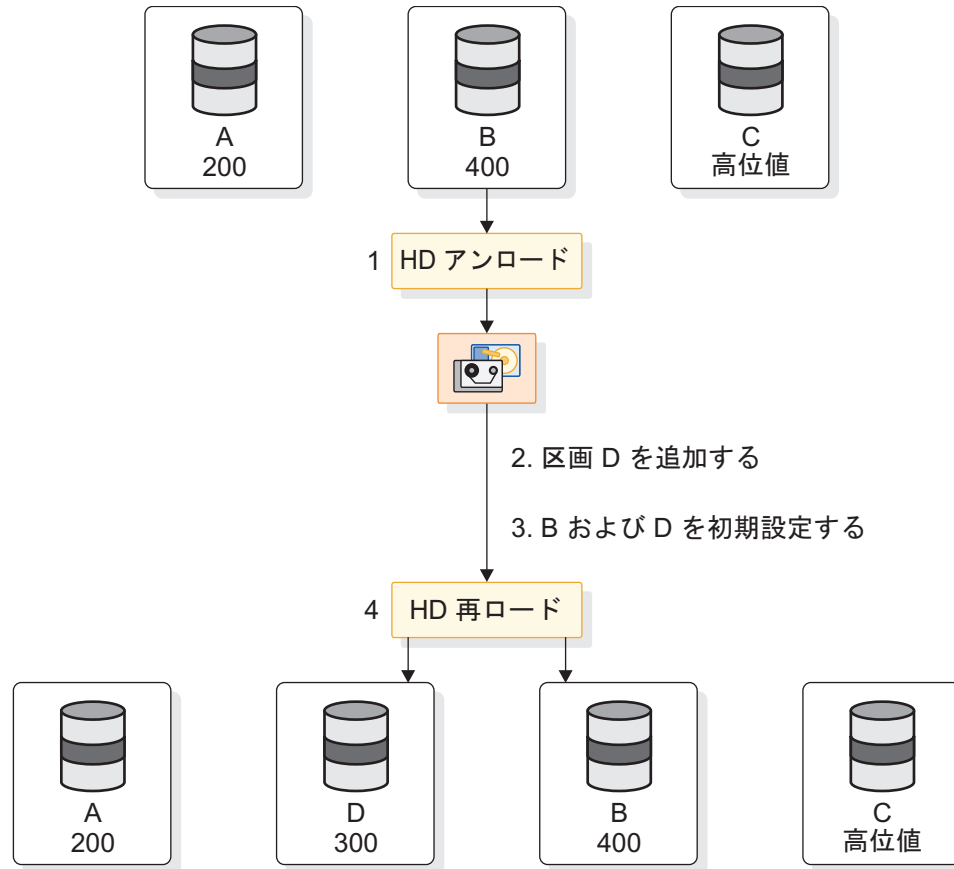 A
200
B
400
C
高位値
1
HD アンロード
2. 区画 D を追加する
3. B および D を初期設定する
4
HD 再ロード
A
200
D
300
B
400
C
高位値